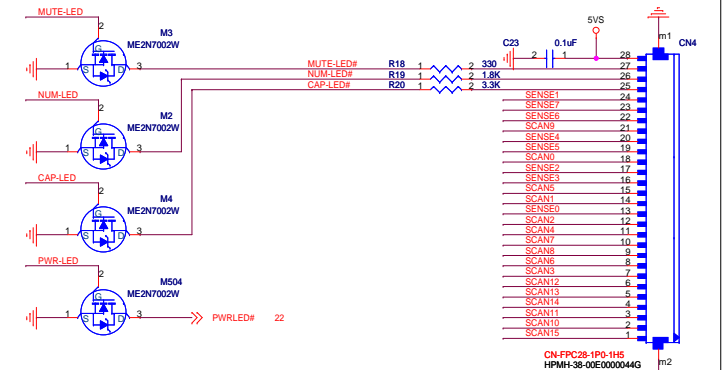 MUTE-LED
2
M3
ME2N7002W
G
1 S D 3
NUM-LED
2
M2
ME2N7002W
G
1 S D 3
CAP-LED
2
M4
ME2N7002W
G
1 S D 3
PWR-LED
2
M504
ME2N7002W
G
1 S D 3
PWRLED# 22
MUTE-LED# R18 1 2 330
NUM-LED# R19 1 2 1.8K
CAP-LED# R20 1 2 3.3K
5VS
C23 0.1uF
2 1
m1
CN4
28
27
26
25
SENSE1 24
SENSE7 23
SENSE6 22
SCAN9 21
SENSE4 20
SENSE5 19
SCAN0 18
SENSE2 17
SENSE3 16
SCAN5 15
SCAN1 14
SENSE0 13
SCAN2 12
SCAN4 11
SCAN7 10
SCAN8 9
SCAN6 8
SCAN3 7
SCAN12 6
SCAN13 5
SCAN14 4
SCAN11 3
SCAN10 2
SCAN15 1
CN-FPC28-1P0-1H5
HPMH-38-00E0000044G
m2